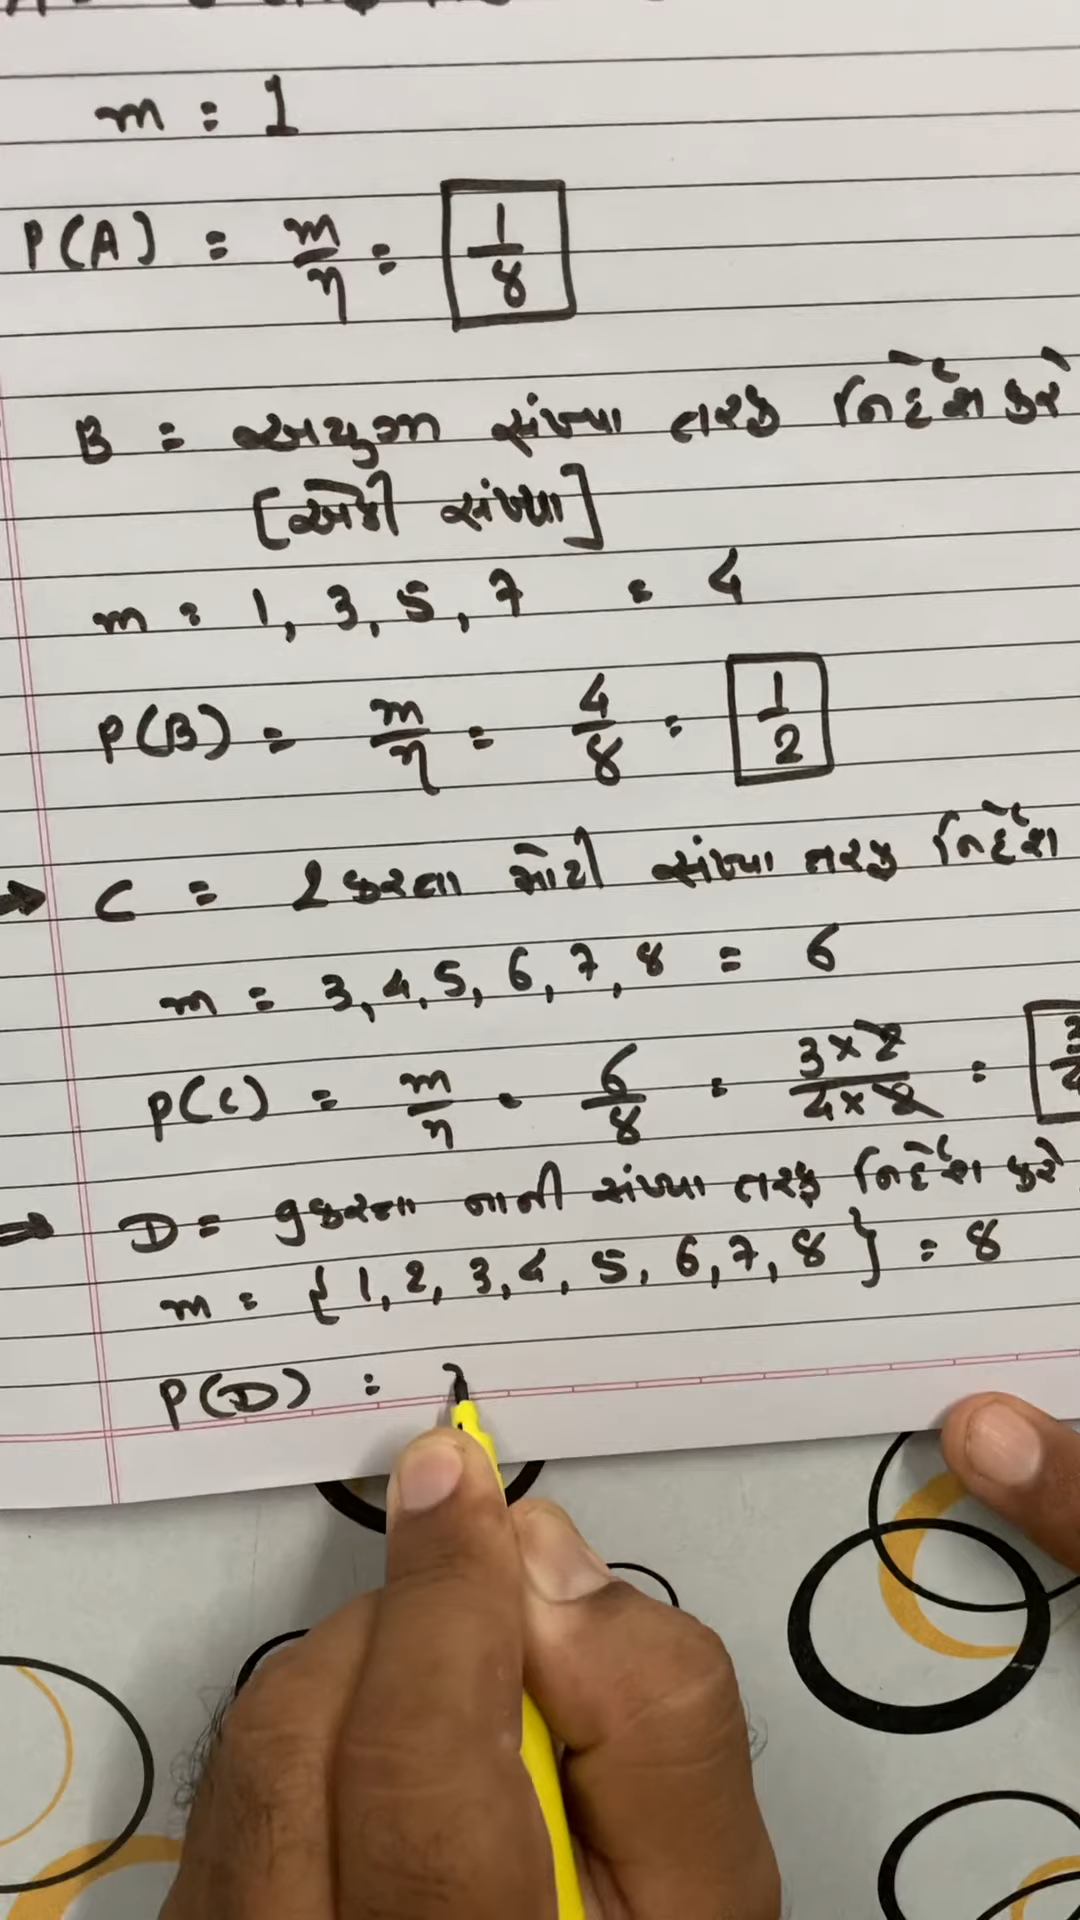 m = 1
P(A) = m/n = 1/8
B = અયુગ્મ સંખ્યા તરફ નિર્દેશ કરે
[એકી સંખ્યા]
m = 1, 3, 5, 7 = 4
P(B) = m/n = 4/8 = 1/2
→ C = 2 કરતા મોટી સંખ્યા તરફ નિર્દેશ
m = 3, 4, 5, 6, 7, 8 = 6
P(C) = m/n = 6/8 = 3×2/4×2 = 3/4
⇒ D = 9 કરતા નાની સંખ્યા તરફ નિર્દેશ કરે
m = {1, 2, 3, 4, 5, 6, 7, 8} = 8
P(D) =